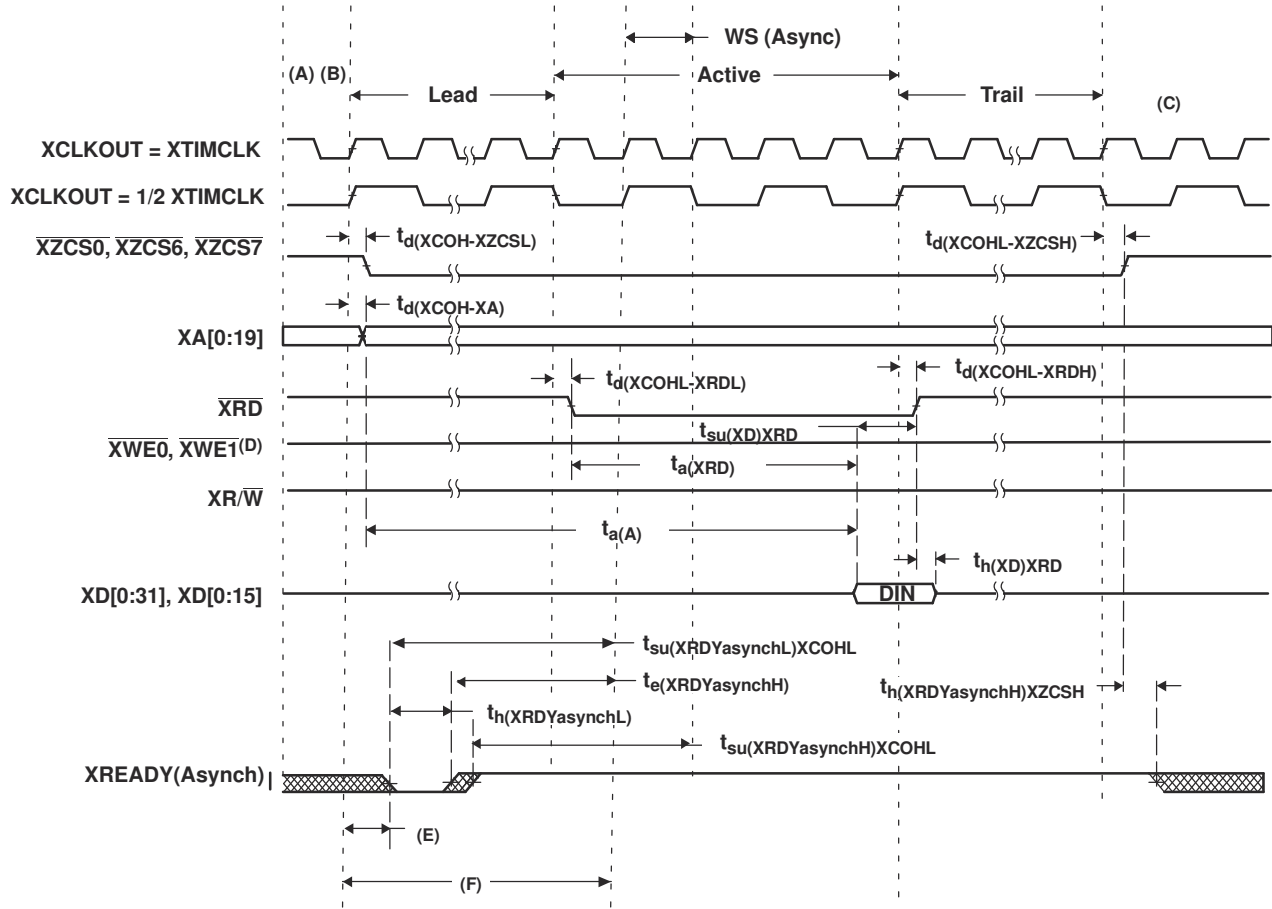 WS (Async)
(A) (B)
Active
Lead
Trail
(C)
XCLKOUT = XTIMCLK
XCLKOUT = 1/2 XTIMCLK
XZCS0, XZCS6, XZCS7
td(XCOH-XZCSL)
td(XCOHL-XZCSH)
td(XCOH-XA)
XA[0:19]
td(XCOHL-XRDL)
td(XCOHL-XRDH)
XRD
tsu(XD)XRD
XWE0, XWE1(D)
ta(XRD)
XR/W
ta(A)
th(XD)XRD
XD[0:31], XD[0:15]
DIN
tsu(XRDYasynchL)XCOHL
te(XRDYasynchH)
th(XRDYasynchH)XZCSH
th(XRDYasynchL)
tsu(XRDYasynchH)XCOHL
XREADY(Asynch)
(E)
(F)